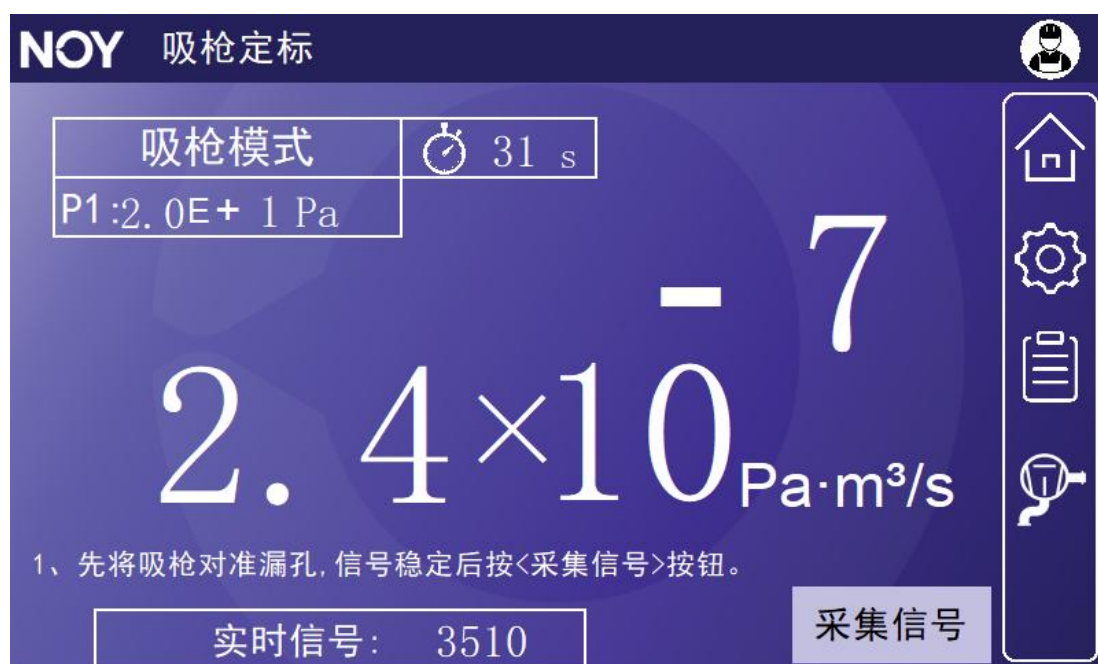 NOY 吸枪定标
吸枪模式 31 s
P1:2.0E+ 1 Pa
2.4×10 - 7 Pa·m³/s
1、先将吸枪对准漏孔,信号稳定后按<采集信号>按钮。
实时信号: 3510 采集信号